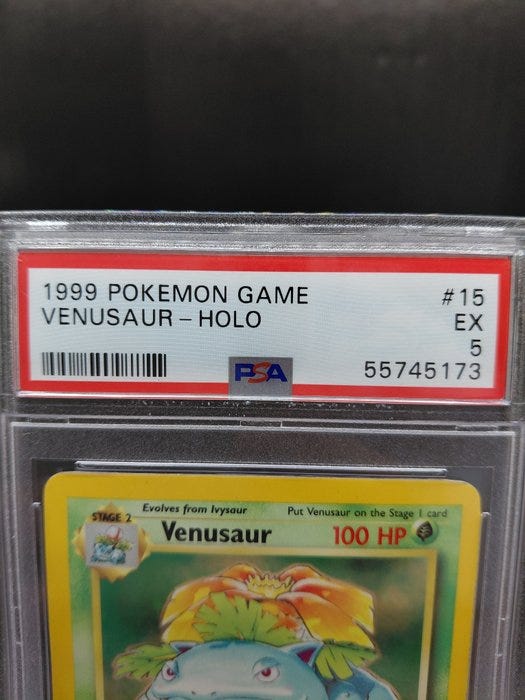 1999 POKEMON GAME #15
VENUSAUR – HOLO EX
5
PSA 55745173
Evolves from Ivysaur Put Venusaur on the Stage 1 card
STAGE 2 Venusaur 100 HP